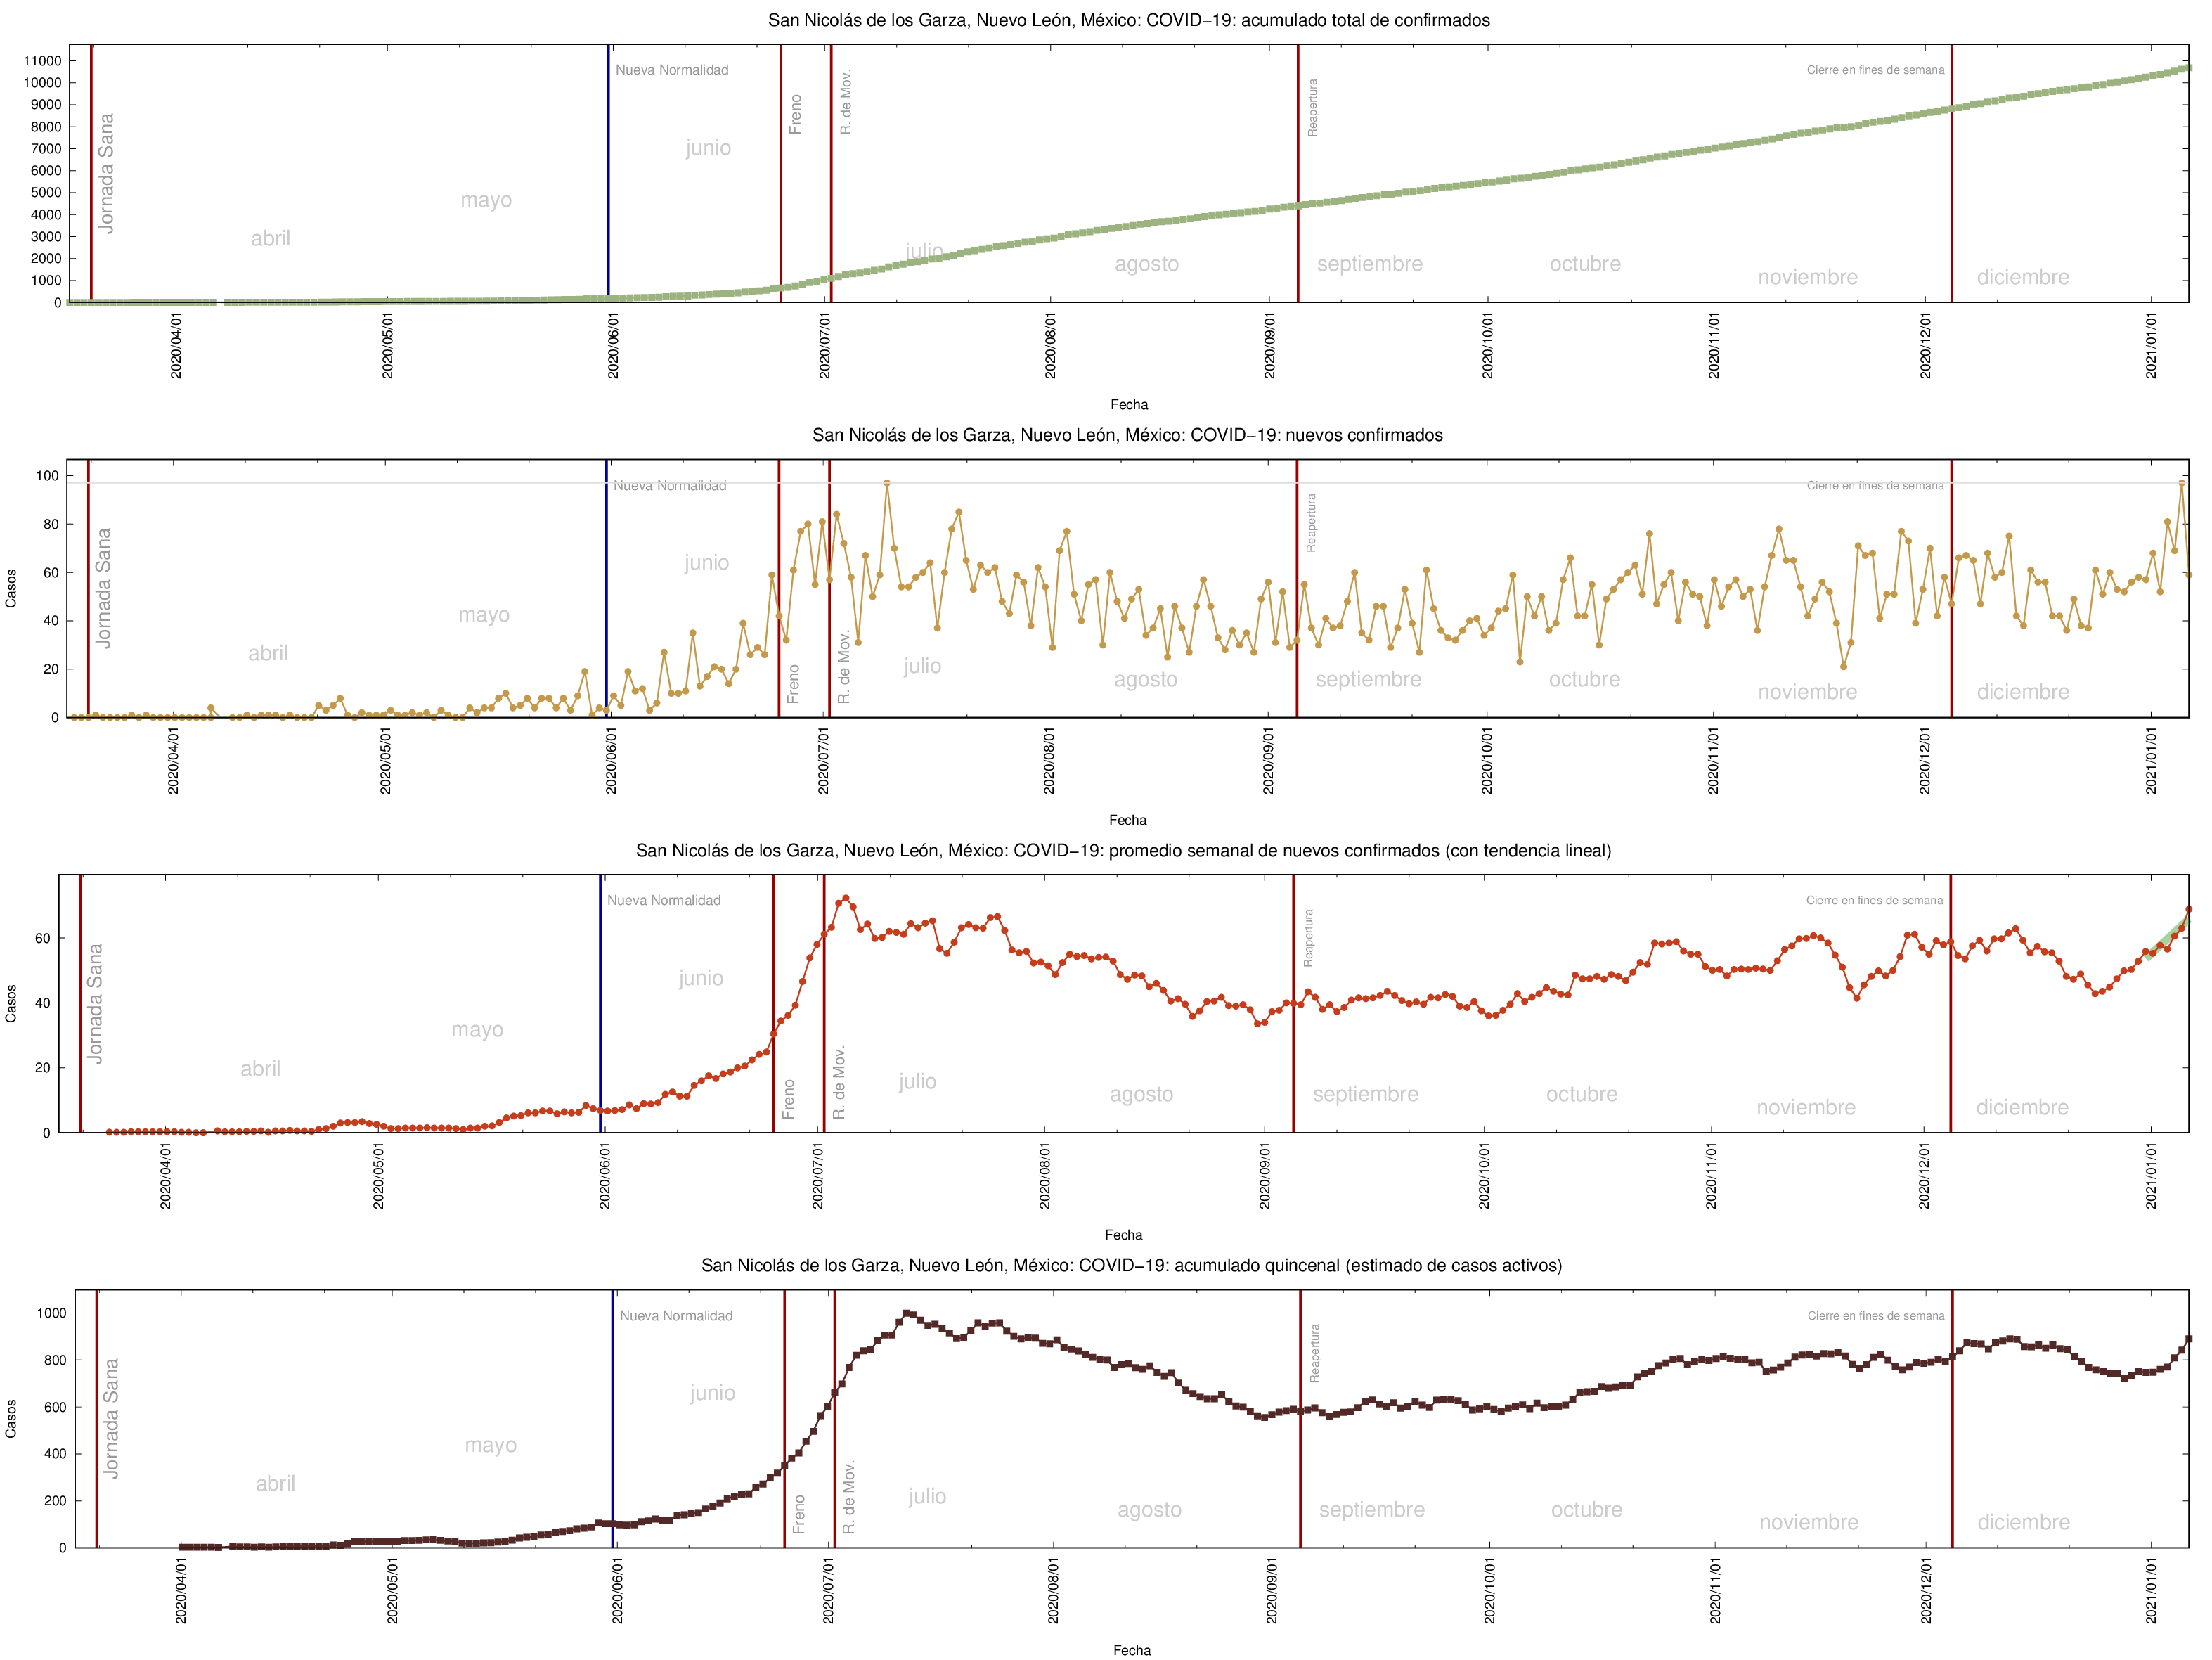 San Nicolás de los Garza, Nuevo León, México: COVID−19: acumulado total de confirmados
11000
10000
9000
8000
7000
6000
5000
4000
3000
2000
1000
0
Jornada Sana
abril
mayo
Nueva Normalidad
junio
Freno
R. de Mov.
julio
agosto
Reapertura
septiembre
octubre
noviembre
Cierre en fines de semana
diciembre
2020/04/01
2020/05/01
2020/06/01
2020/07/01
2020/08/01
2020/09/01
2020/10/01
2020/11/01
2020/12/01
2021/01/01
Fecha
San Nicolás de los Garza, Nuevo León, México: COVID−19: nuevos confirmados
Casos
100
80
60
40
20
0
Jornada Sana
abril
mayo
Nueva Normalidad
junio
Freno
R. de Mov.
julio
agosto
Reapertura
septiembre
octubre
noviembre
Cierre en fines de semana
diciembre
2020/04/01
2020/05/01
2020/06/01
2020/07/01
2020/08/01
2020/09/01
2020/10/01
2020/11/01
2020/12/01
2021/01/01
Fecha
San Nicolás de los Garza, Nuevo León, México: COVID−19: promedio semanal de nuevos confirmados (con tendencia lineal)
Casos
60
40
20
0
Jornada Sana
abril
mayo
Nueva Normalidad
junio
Freno
R. de Mov.
julio
agosto
Reapertura
septiembre
octubre
noviembre
Cierre en fines de semana
diciembre
2020/04/01
2020/05/01
2020/06/01
2020/07/01
2020/08/01
2020/09/01
2020/10/01
2020/11/01
2020/12/01
2021/01/01
Fecha
San Nicolás de los Garza, Nuevo León, México: COVID−19: acumulado quincenal (estimado de casos activos)
Casos
1000
800
600
400
200
0
Jornada Sana
abril
mayo
Nueva Normalidad
junio
Freno
R. de Mov.
julio
agosto
Reapertura
septiembre
octubre
noviembre
Cierre en fines de semana
diciembre
2020/04/01
2020/05/01
2020/06/01
2020/07/01
2020/08/01
2020/09/01
2020/10/01
2020/11/01
2020/12/01
2021/01/01
Fecha